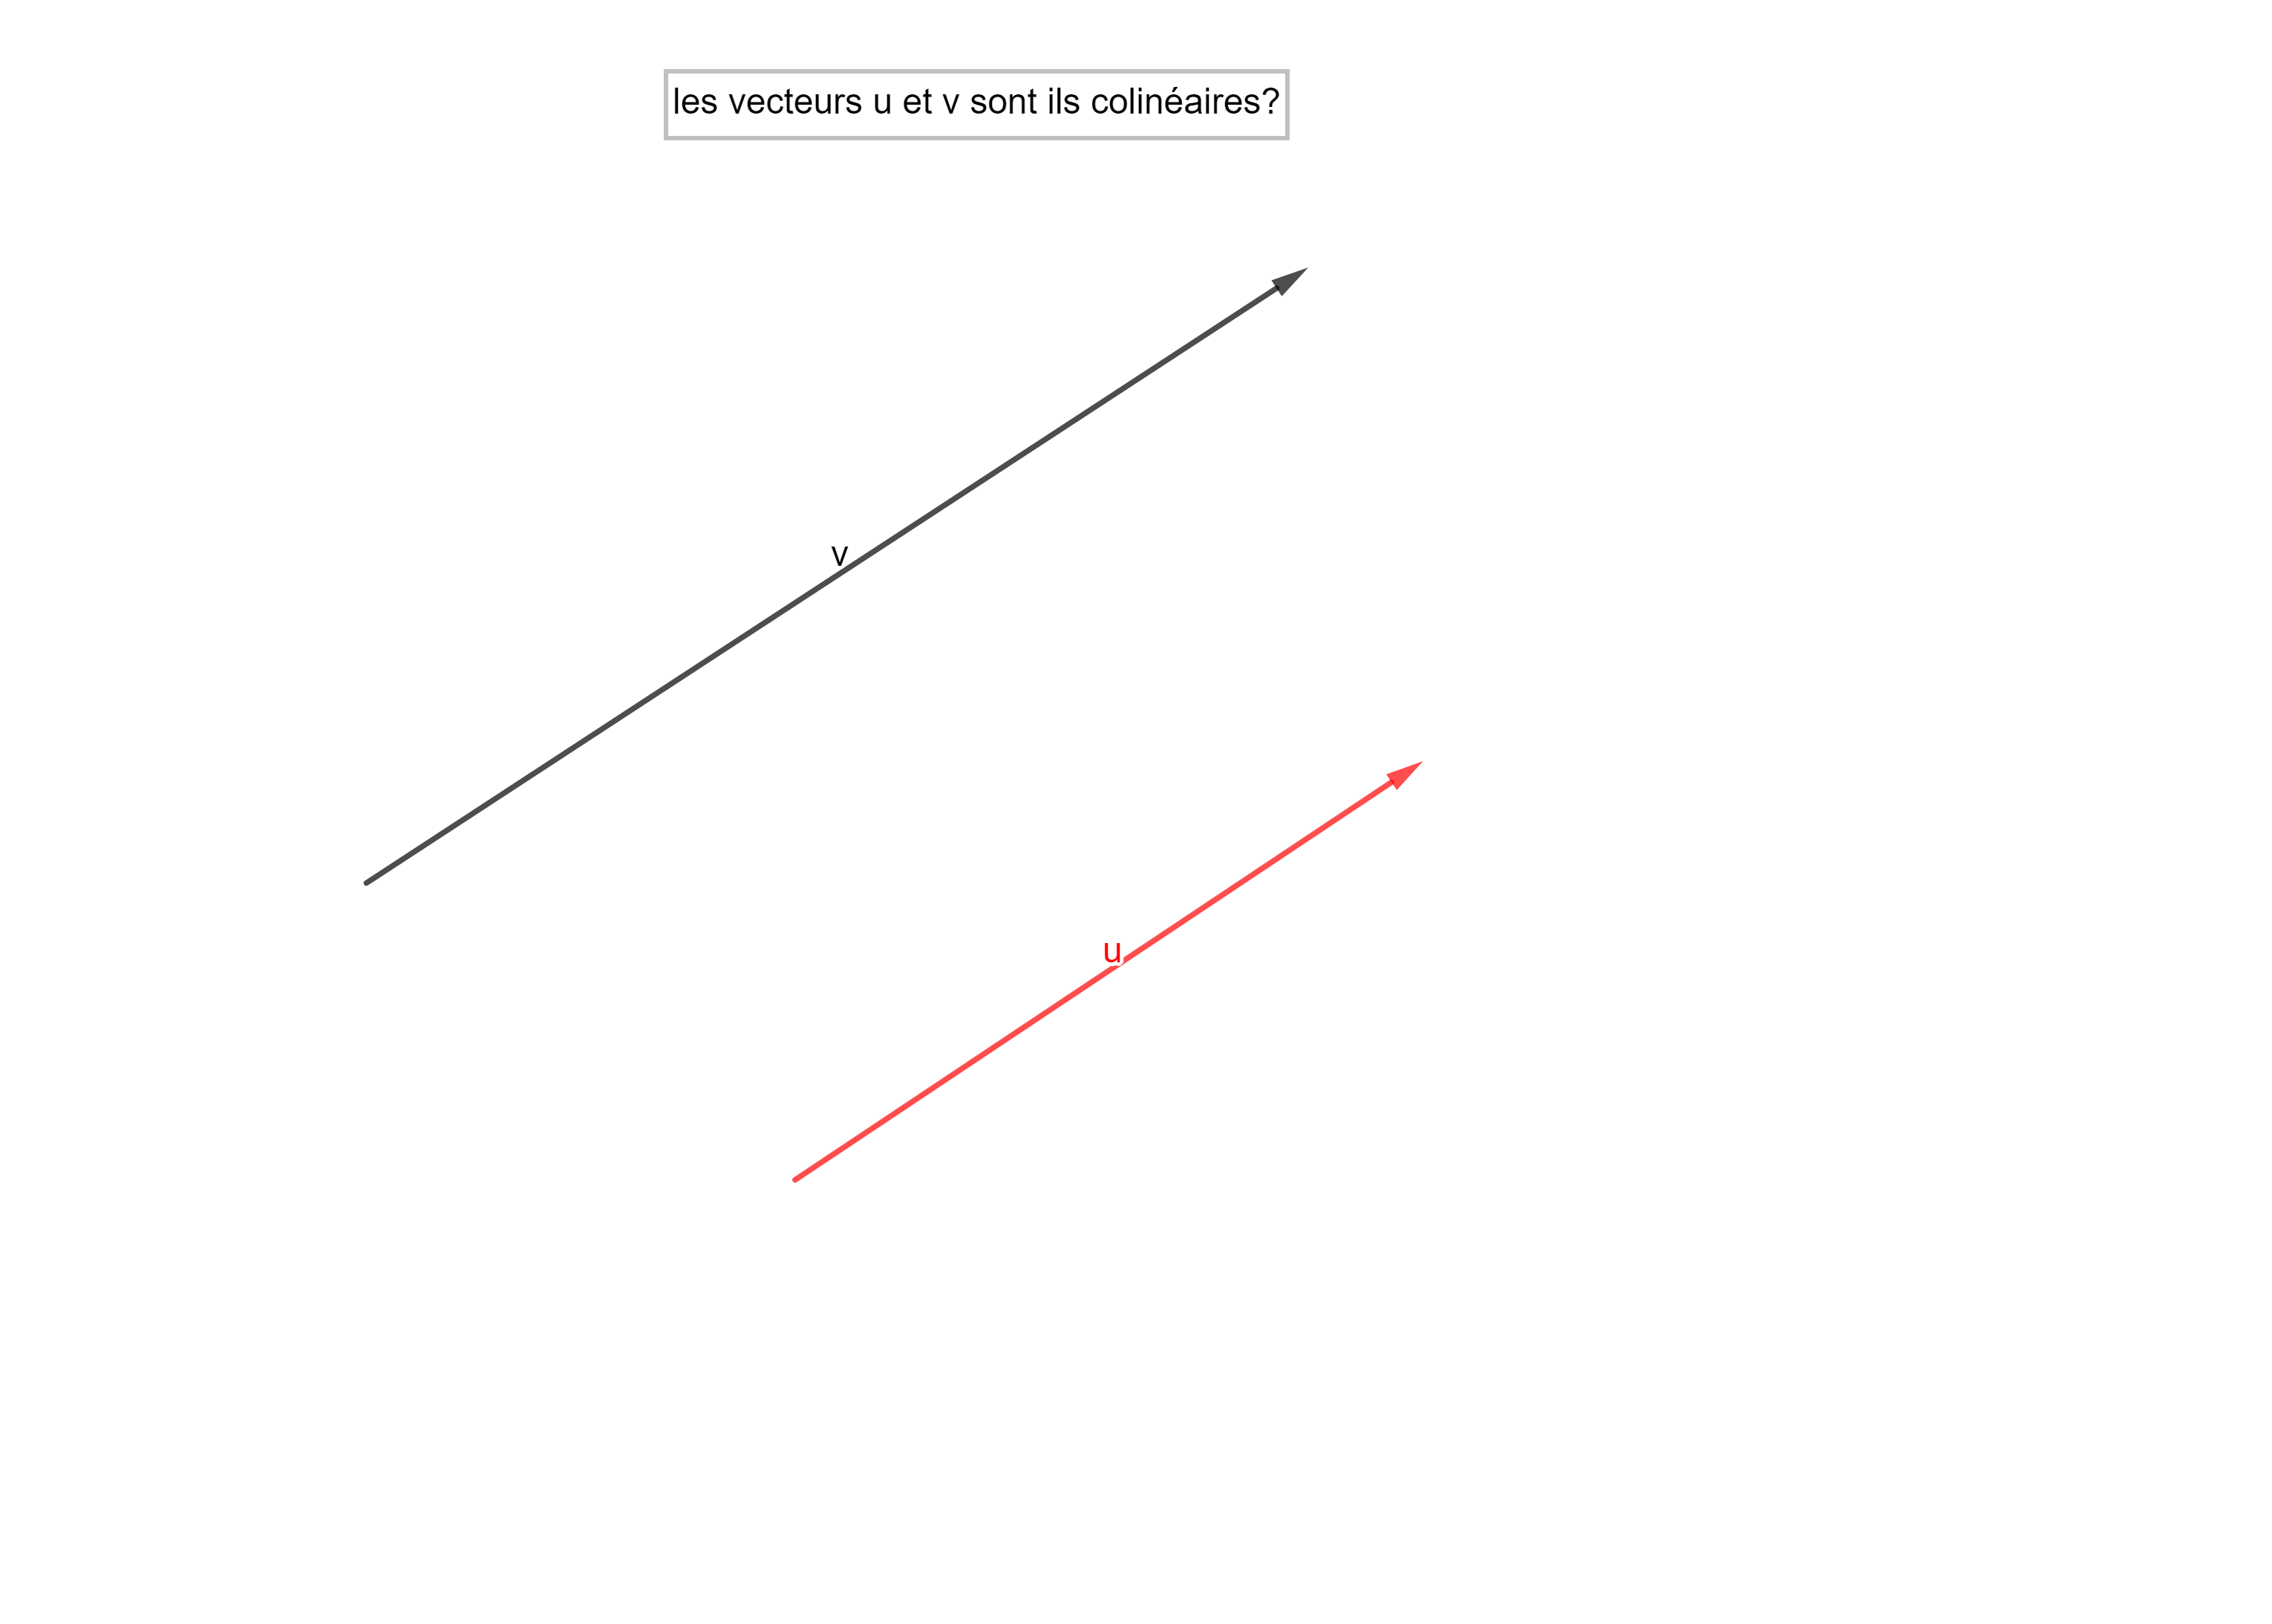 les vecteurs u et v sont ils colinéaires?
v
u